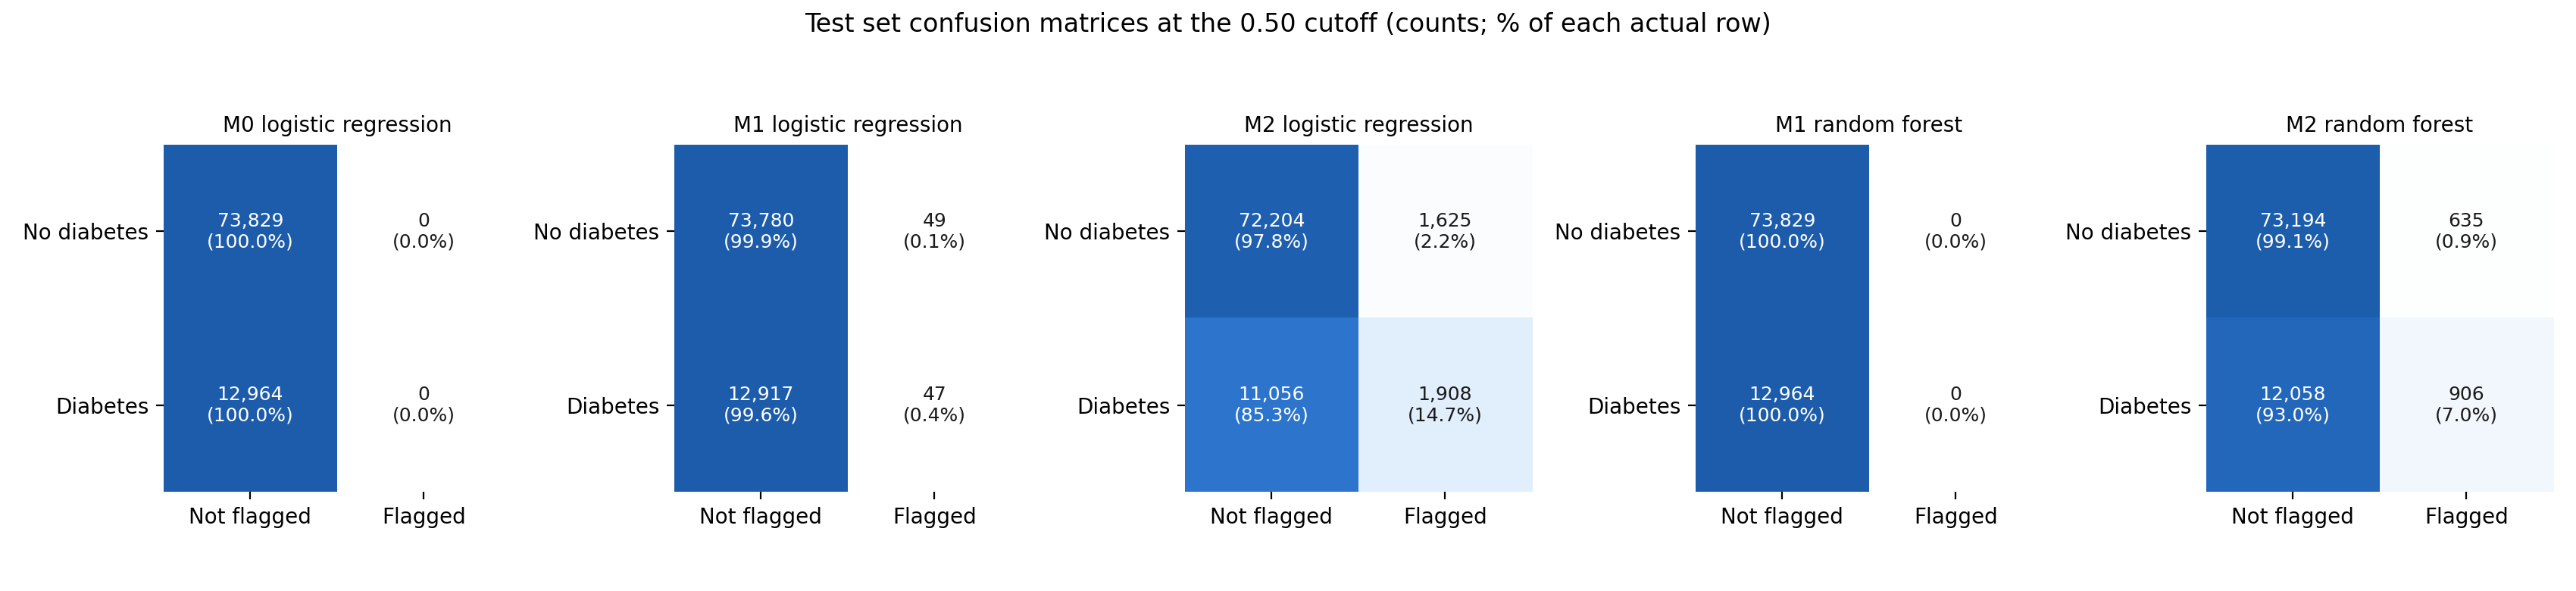 Test set confusion matrices at the 0.50 cutoff (counts; % of each actual row)
M0 logistic regression
No diabetes
73,829
(100.0%)
0
(0.0%)
Diabetes
12,964
(100.0%)
0
(0.0%)
Not flagged
Flagged
M1 logistic regression
No diabetes
73,780
(99.9%)
49
(0.1%)
Diabetes
12,917
(99.6%)
47
(0.4%)
Not flagged
Flagged
M2 logistic regression
No diabetes
72,204
(97.8%)
1,625
(2.2%)
Diabetes
11,056
(85.3%)
1,908
(14.7%)
Not flagged
Flagged
M1 random forest
No diabetes
73,829
(100.0%)
0
(0.0%)
Diabetes
12,964
(100.0%)
0
(0.0%)
Not flagged
Flagged
M2 random forest
No diabetes
73,194
(99.1%)
635
(0.9%)
Diabetes
12,058
(93.0%)
906
(7.0%)
Not flagged
Flagged